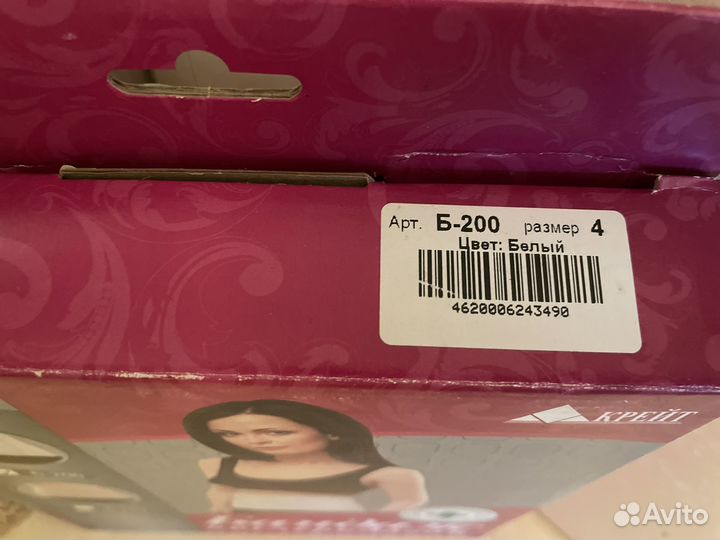 Арт. Б-200 размер 4
Цвет: Белый
4620006243490
КРЕЙТ
Avito